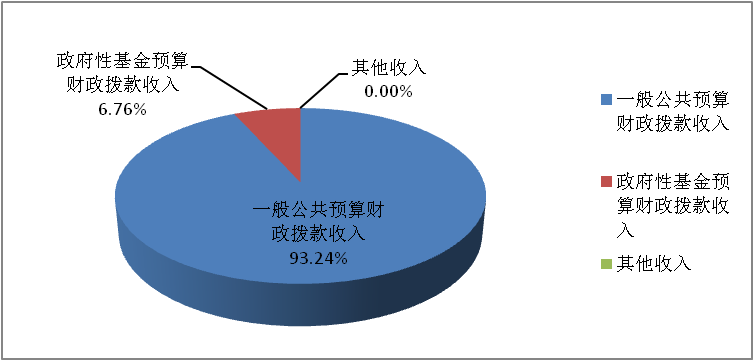 政府性基金预算
财政拨款收入
6.76%
其他收入
0.00%
一般公共预算财
政拨款收入
93.24%
一般公共预算
财政拨款收入
政府性基金预
算财政拨款收
入
其他收入